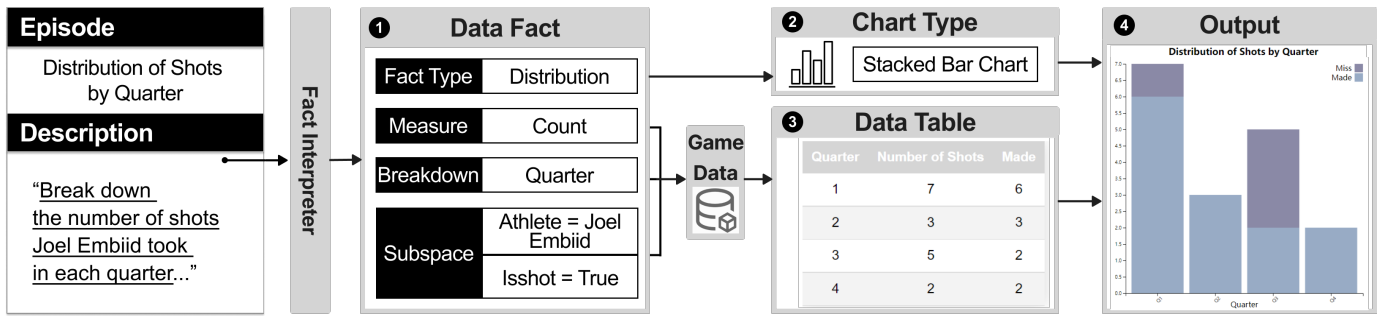 Episode
Distribution of Shots
by Quarter
Description
“Break down
the number of shots
Joel Embiid took
in each quarter...”
Fact Interpreter
1 Data Fact
Fact Type Distribution
Measure Count
Breakdown Quarter
Subspace
Athlete = Joel
Embiid
Isshot = True
Game
Data
2 Chart Type
Stacked Bar Chart
3 Data Table
Quarter Number of Shots Made
1 7 6
2 3 3
3 5 2
4 2 2
4 Output
Distribution of Shots by Quarter
Miss
Made
7.0
6.5
6.0
5.5
5.0
4.5
4.0
3.5
3.0
2.5
2.0
1.5
1.0
0.5
0.0
Q1 Q2 Q3 Q4
Quarter